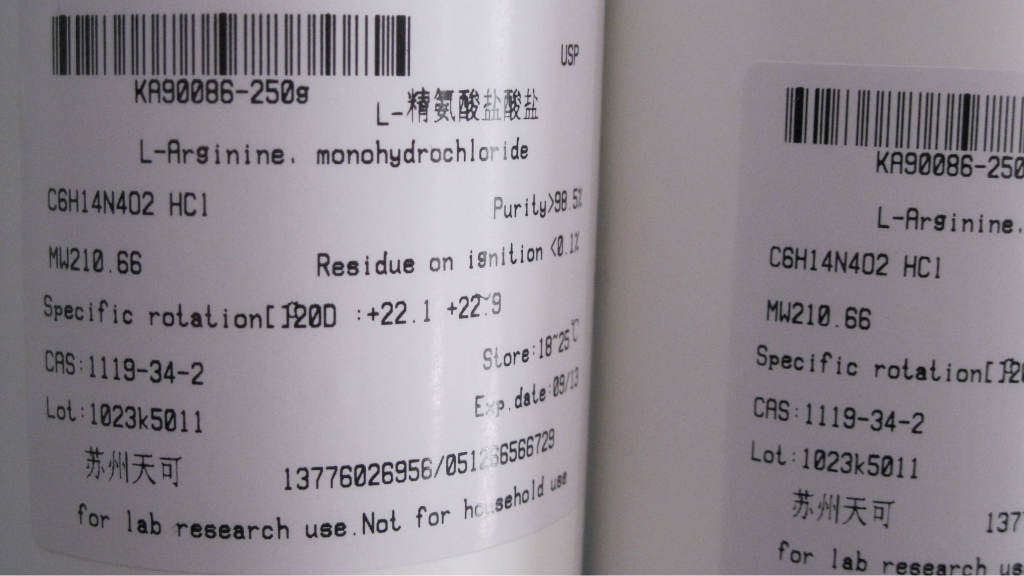 USP
KA90086-250g
L-精氨酸盐酸盐
L-Arginine, monohydrochloride
C6H14N4O2 HCl Purity>98.5%
MW210.66 Residue on ignition <0.1%
Specific rotation[ ]20D :+22.1 +22~9
Store:18~25℃
CAS:1119-34-2
Exp.date:09/13
Lot:1023k5011
苏州天可 13776026956/051266566729
for lab research use.Not for household use
KA90086-250
L-Arginine,
C6H14N4O2 HCl
MW210.66
Specific rotation[ ]20
CAS:1119-34-2
Lot:1023k5011
苏州天可 137
for lab research us